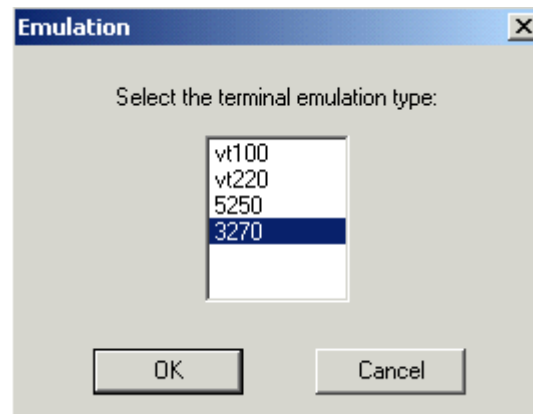 Emulation
Select the terminal emulation type:
vt100
vt220
5250
3270
OK
Cancel